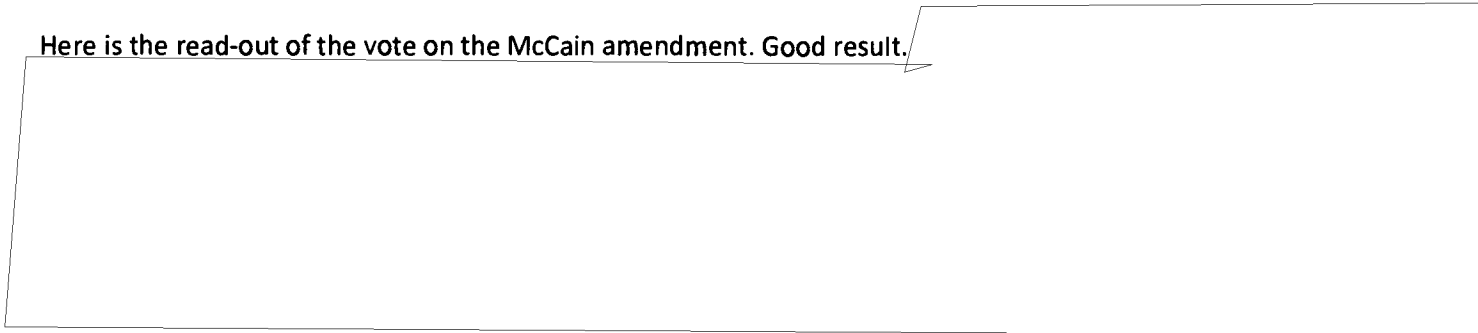 Here is the read-out of the vote on the McCain amendment. Good result.